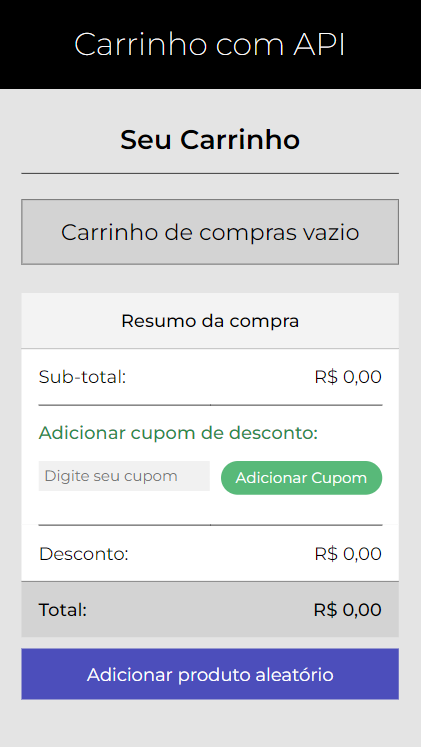 Carrinho com API
Seu Carrinho
Carrinho de compras vazio
Resumo da compra
Sub-total: R$ 0,00
Adicionar cupom de desconto:
Digite seu cupom Adicionar Cupom
Desconto: R$ 0,00
Total: R$ 0,00
Adicionar produto aleatório